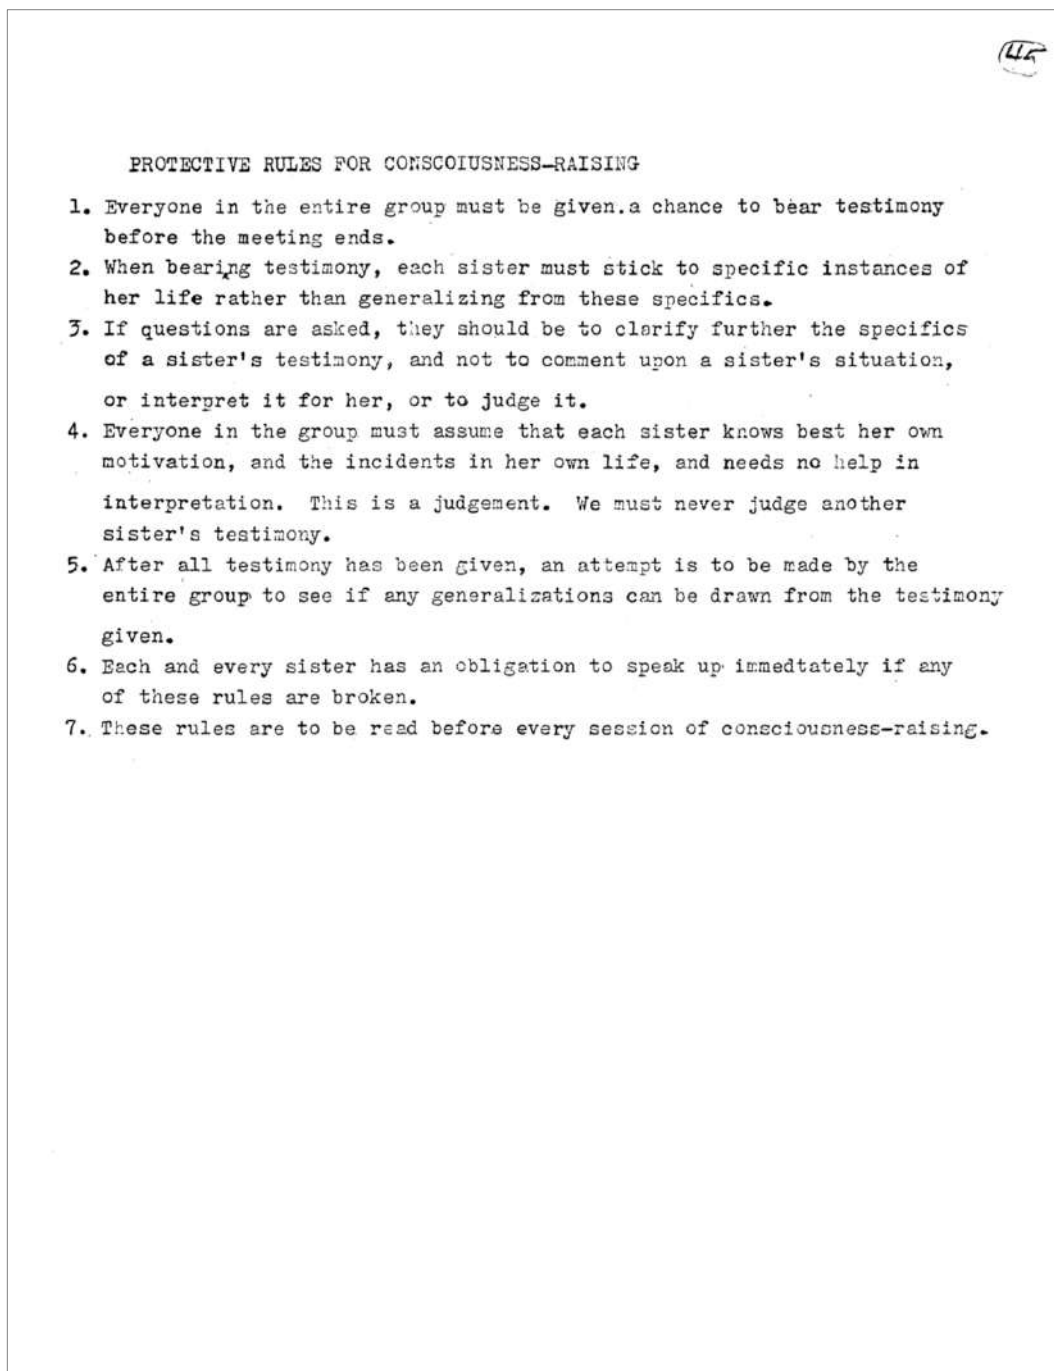 PROTECTIVE RULES FOR CONSCOIUSNESS-RAISING
1. Everyone in the entire group must be given.a chance to bear testimony
before the meeting ends.
2. When bearing testimony, each sister must stick to specific instances of
her life rather than generalizing from these specifics.
3. If questions are asked, they should be to clarify further the specifics
of a sister's testimony, and not to comment upon a sister's situation,
or interpret it for her, or to judge it.
4. Everyone in the group must assume that each sister knows best her own
motivation, and the incidents in her own life, and needs no help in
interpretation. This is a judgement. We must never judge another
sister's testimony.
5. After all testimony has been given, an attempt is to be made by the
entire group to see if any generalizations can be drawn from the testimony
given.
6. Each and every sister has an obligation to speak up immedtately if any
of these rules are broken.
7. These rules are to be read before every session of consciousness-raising.